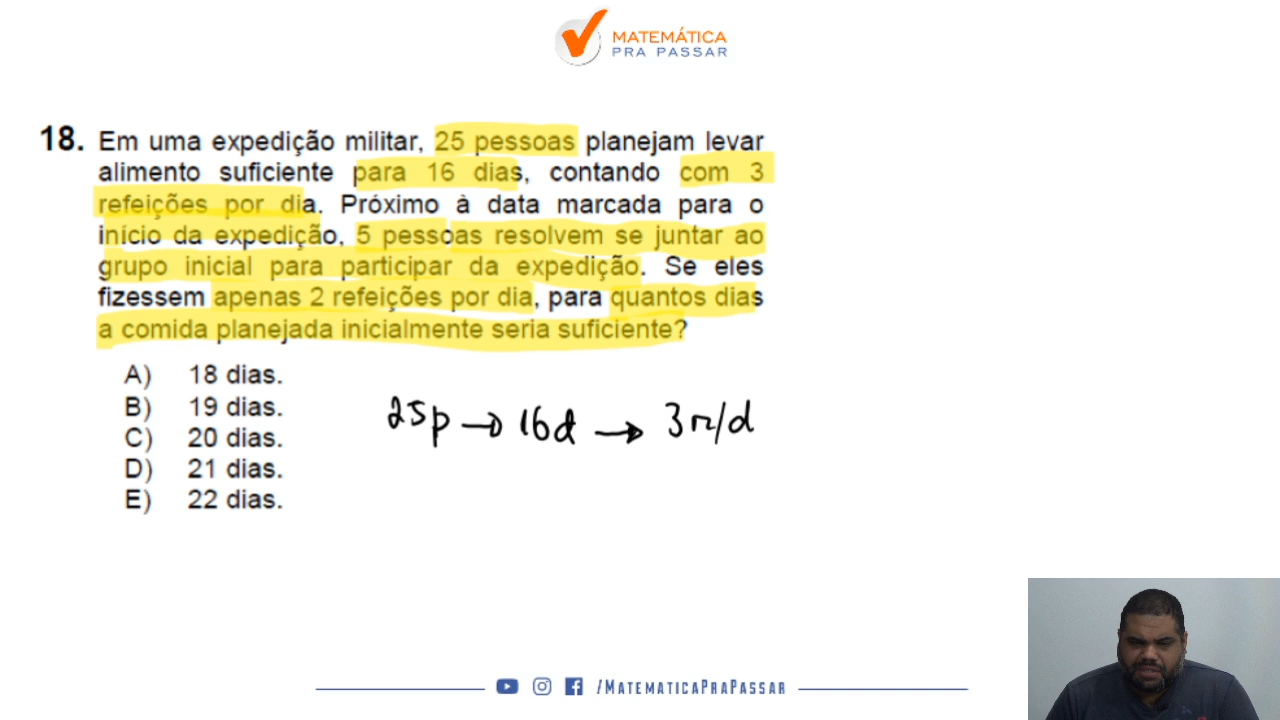 MATEMÁTICA
PRA PASSAR
18. Em uma expedição militar, 25 pessoas planejam levar
alimento suficiente para 16 dias, contando com 3
refeições por dia. Próximo à data marcada para o
início da expedição, 5 pessoas resolvem se juntar ao
grupo inicial para participar da expedição. Se eles
fizessem apenas 2 refeições por dia, para quantos dias
a comida planejada inicialmente seria suficiente?
A) 18 dias.
B) 19 dias.
C) 20 dias.
D) 21 dias.
E) 22 dias.
25p → 16d → 3r/d
/MATEMATICAPRAPASSAR